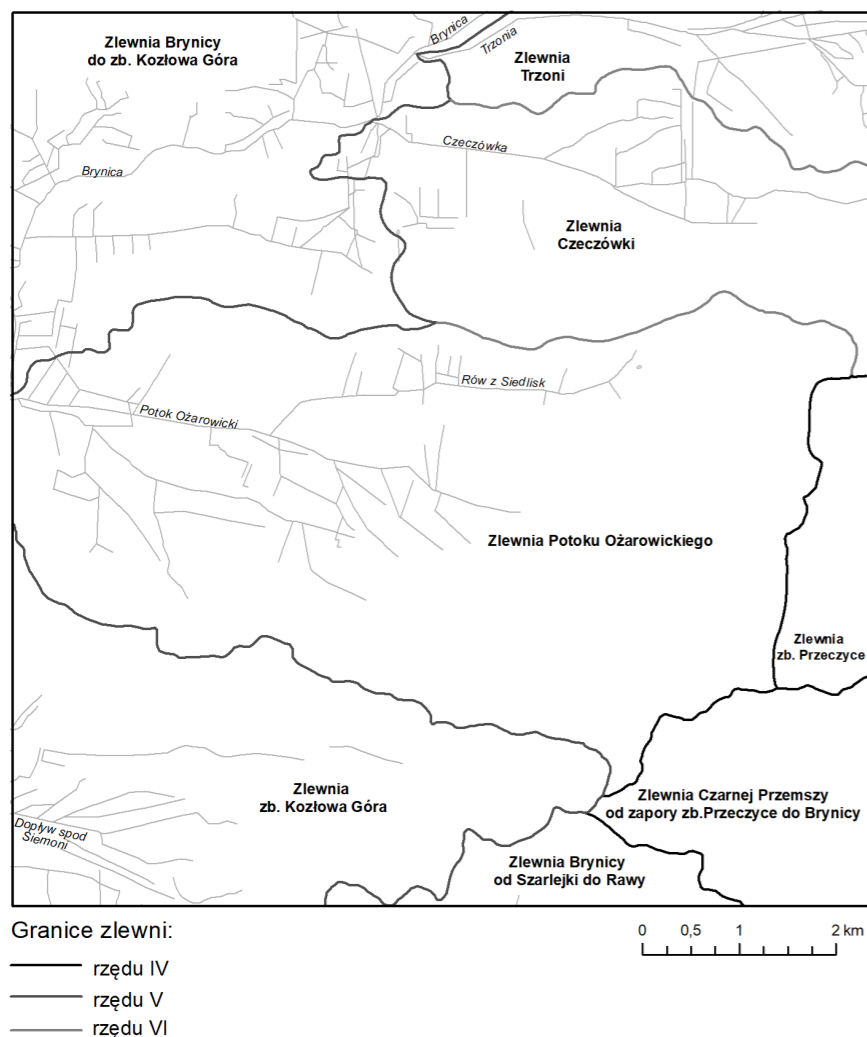 Zlewnia Brynicy
do zb. Kozłowa Góra
Brynica
Trzonia
Zlewnia
Trzoni
Czeczówka
Brynica
Zlewnia
Czeczówki
Rów z Siedlisk
Potok Ożarowicki
Zlewnia Potoku Ożarowickiego
Zlewnia
zb. Przeczyce
Zlewnia
zb. Kozłowa Góra
Zlewnia Czarnej Przemszy
od zapory zb.Przeczyce do Brynicy
Dopływ spod
Siemoni
Zlewnia Brynicy
od Szarlejki do Rawy
Granice zlewni:
0 0,5 1 2 km
rzędu IV
rzędu V
rzędu VI